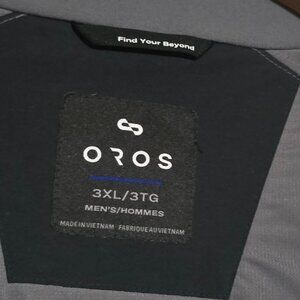 Find Your Beyond
OROS
3XL/3TG
MEN'S/HOMMES
MADE IN VIETNAM FABRIQUE AU VIETNAM